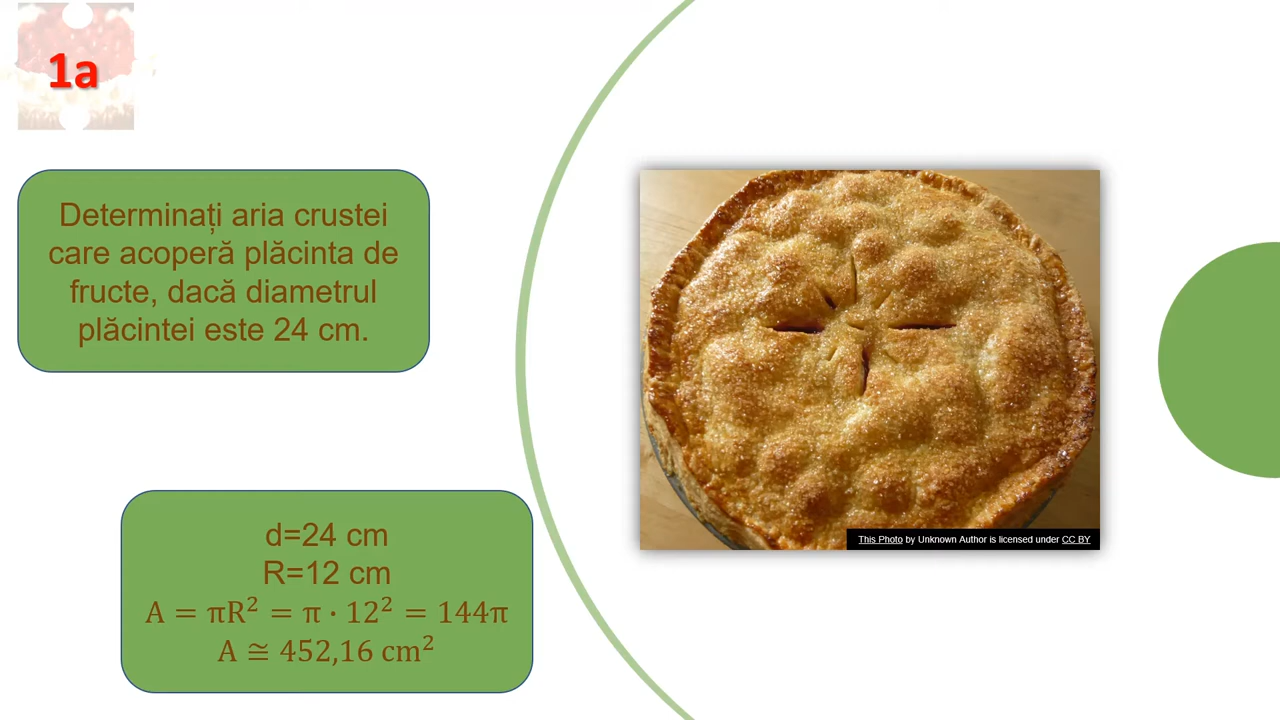 1a
Determinați aria crustei
care acoperă plăcinta de
fructe, dacă diametrul
plăcintei este 24 cm.
d=24 cm
R=12 cm
A = πR² = π · 12² = 144π
A ≅ 452,16 cm²
This Photo by Unknown Author is licensed under CC BY